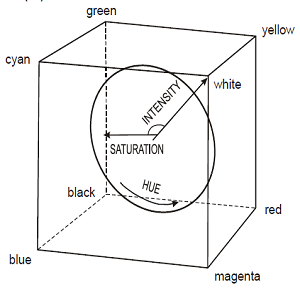 green
yellow
cyan
white
INTENSITY
SATURATION
HUE
black
red
blue
magenta